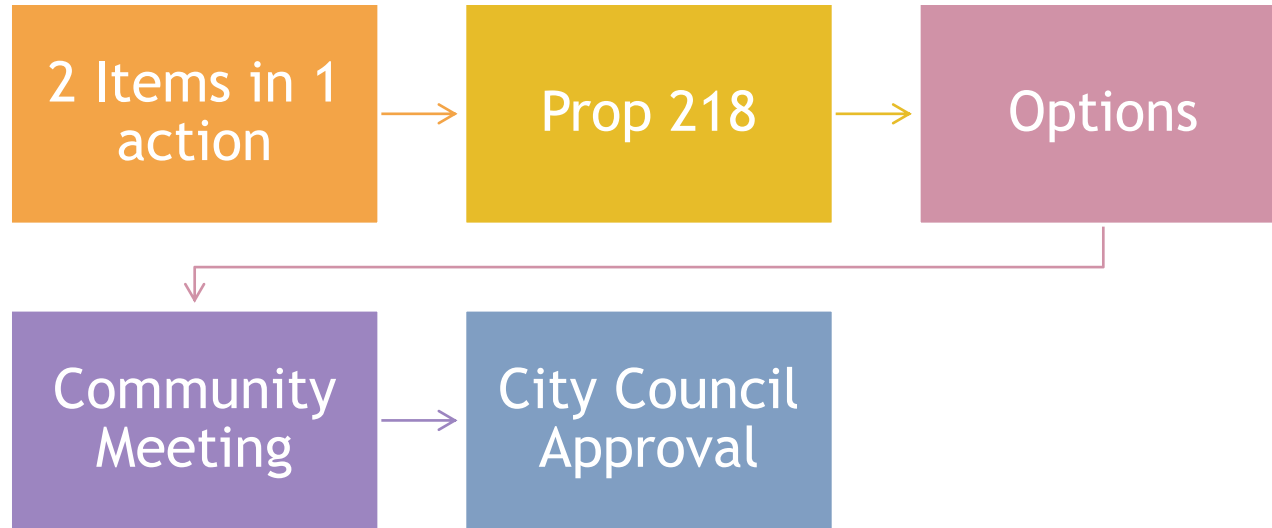 2 Items in 1
action
Prop 218
Options
Community
Meeting
City Council
Approval